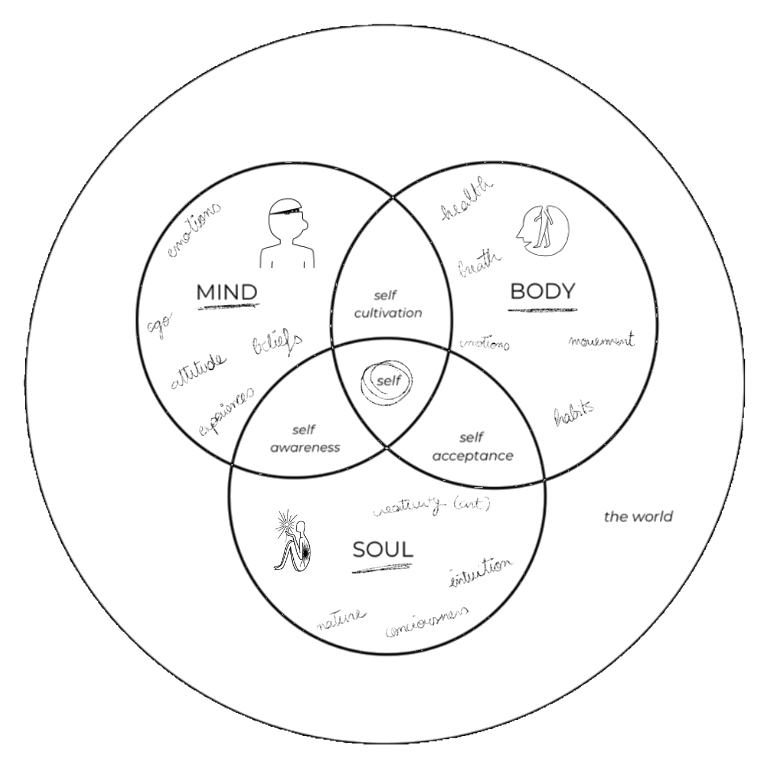 emotions
MIND
ego
attitude
beliefs
experiences
health
breath
BODY
emotions
movement
habits
self
cultivation
self
self
awareness
self
acceptance
creativity (art)
SOUL
intuition
nature
consciousness
the world